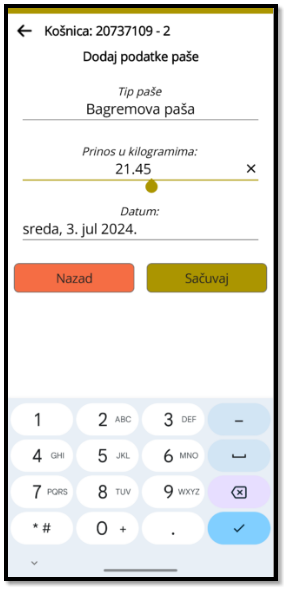 Košnica: 20737109 - 2
Dodaj podatke paše
Tip paše
Bagremova paša
Prinos u kilogramima:
21.45 ×
Datum:
sreda, 3. jul 2024.
Nazad Sačuvaj
1 2 ABC 3 DEF –
4 GHI 5 JKL 6 MNO
7 PQRS 8 TUV 9 WXYZ
* # 0 + .